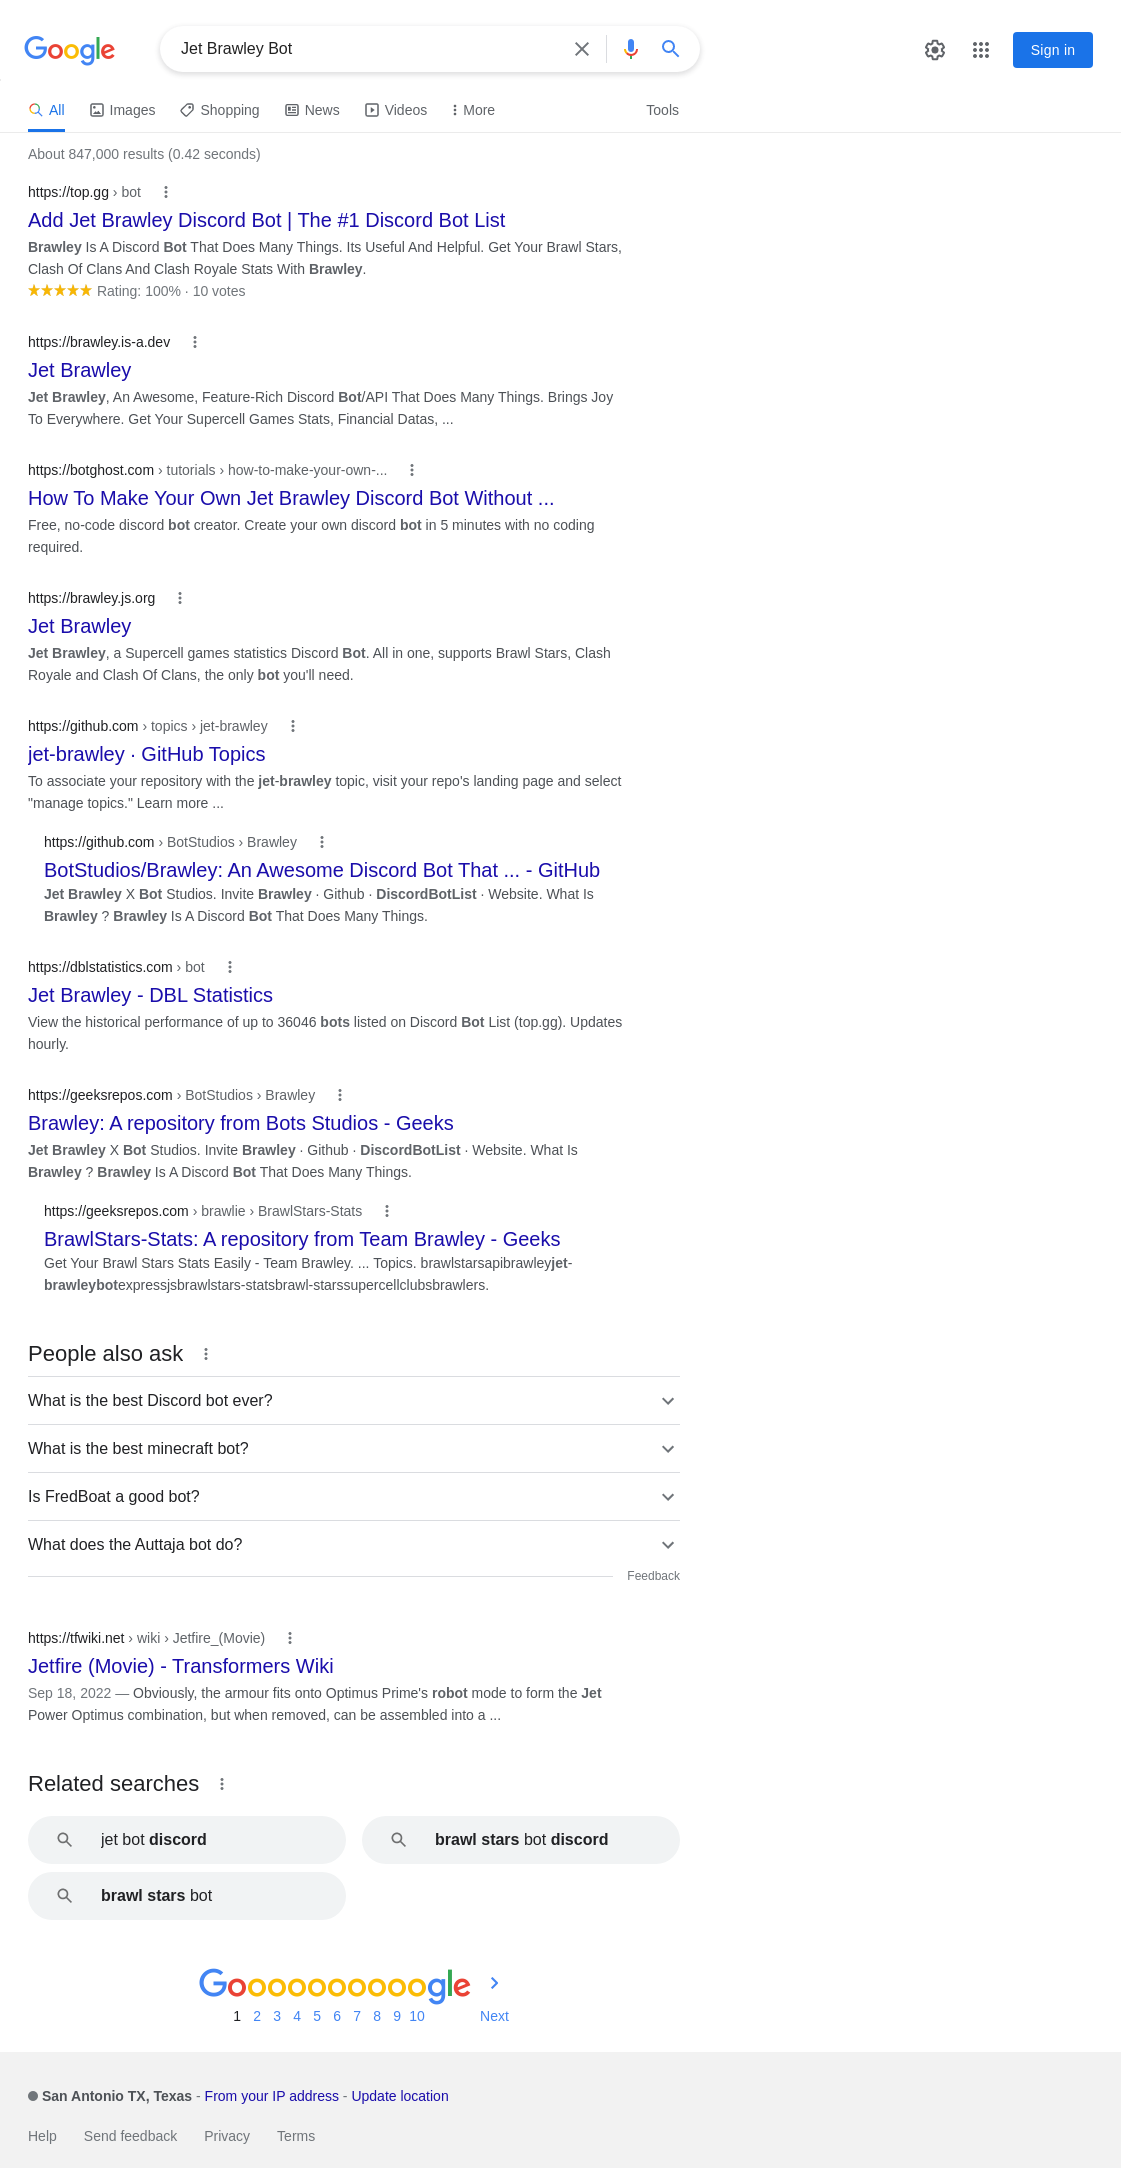 Google
Jet Brawley Bot
Sign in
All Images Shopping News Videos More Tools
About 847,000 results (0.42 seconds)
https://top.gg › bot
Add Jet Brawley Discord Bot | The #1 Discord Bot List
Brawley Is A Discord Bot That Does Many Things. Its Useful And Helpful. Get Your Brawl Stars,
Clash Of Clans And Clash Royale Stats With Brawley.
Rating: 100% · 10 votes
https://brawley.is-a.dev
Jet Brawley
Jet Brawley, An Awesome, Feature-Rich Discord Bot/API That Does Many Things. Brings Joy
To Everywhere. Get Your Supercell Games Stats, Financial Datas, ...
https://botghost.com › tutorials › how-to-make-your-own-...
How To Make Your Own Jet Brawley Discord Bot Without ...
Free, no-code discord bot creator. Create your own discord bot in 5 minutes with no coding
required.
https://brawley.js.org
Jet Brawley
Jet Brawley, a Supercell games statistics Discord Bot. All in one, supports Brawl Stars, Clash
Royale and Clash Of Clans, the only bot you'll need.
https://github.com › topics › jet-brawley
jet-brawley · GitHub Topics
To associate your repository with the jet-brawley topic, visit your repo's landing page and select
"manage topics." Learn more ...
https://github.com › BotStudios › Brawley
BotStudios/Brawley: An Awesome Discord Bot That ... - GitHub
Jet Brawley X Bot Studios. Invite Brawley · Github · DiscordBotList · Website. What Is
Brawley ? Brawley Is A Discord Bot That Does Many Things.
https://dblstatistics.com › bot
Jet Brawley - DBL Statistics
View the historical performance of up to 36046 bots listed on Discord Bot List (top.gg). Updates
hourly.
https://geeksrepos.com › BotStudios › Brawley
Brawley: A repository from Bots Studios - Geeks
Jet Brawley X Bot Studios. Invite Brawley · Github · DiscordBotList · Website. What Is
Brawley ? Brawley Is A Discord Bot That Does Many Things.
https://geeksrepos.com › brawlie › BrawlStars-Stats
BrawlStars-Stats: A repository from Team Brawley - Geeks
Get Your Brawl Stars Stats Easily - Team Brawley. ... Topics. brawlstarsapibrawleyjet-
brawleybotexpressjsbrawlstars-statsbrawl-starssupercellclubsbrawlers.
People also ask
What is the best Discord bot ever?
What is the best minecraft bot?
Is FredBoat a good bot?
What does the Auttaja bot do?
Feedback
https://tfwiki.net › wiki › Jetfire_(Movie)
Jetfire (Movie) - Transformers Wiki
Sep 18, 2022 — Obviously, the armour fits onto Optimus Prime's robot mode to form the Jet
Power Optimus combination, but when removed, can be assembled into a ...
Related searches
jet bot discord
brawl stars bot discord
brawl stars bot
Goooooooooogle
1 2 3 4 5 6 7 8 9 10 Next
San Antonio TX, Texas - From your IP address - Update location
Help Send feedback Privacy Terms